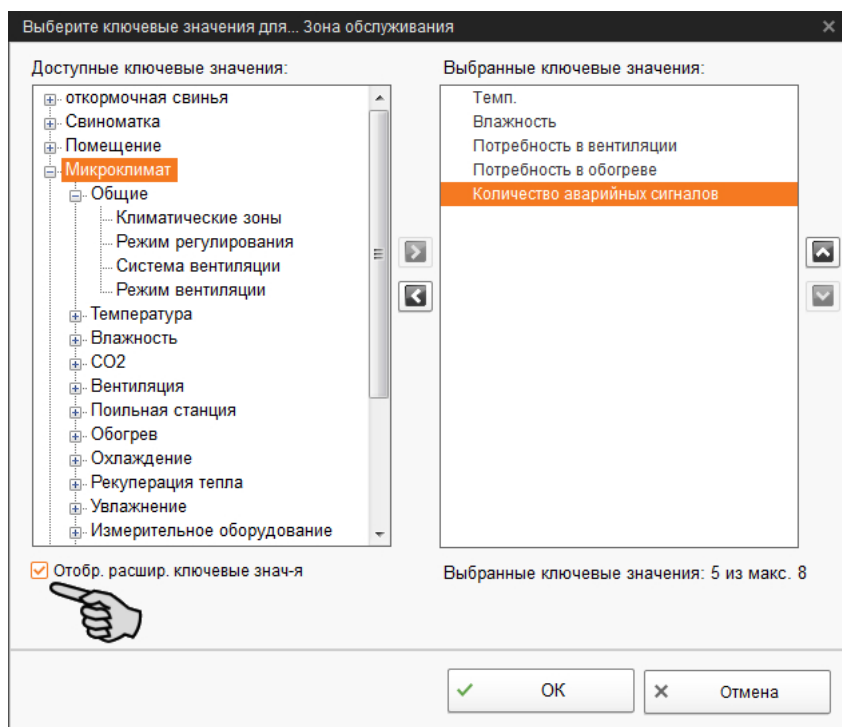 Выберите ключевые значения для... Зона обслуживания
Доступные ключевые значения:
откормочная свинья
Свиноматка
Помещение
Микроклимат
Общие
Климатические зоны
Режим регулирования
Система вентиляции
Режим вентиляции
Температура
Влажность
CO2
Вентиляция
Поильная станция
Обогрев
Охлаждение
Рекуперация тепла
Увлажнение
Измерительное оборудование
Отобр. расшир. ключевые знач-я
Выбранные ключевые значения:
Темп.
Влажность
Потребность в вентиляции
Потребность в обогреве
Количество аварийных сигналов
Выбранные ключевые значения: 5 из макс. 8
ОК
Отмена